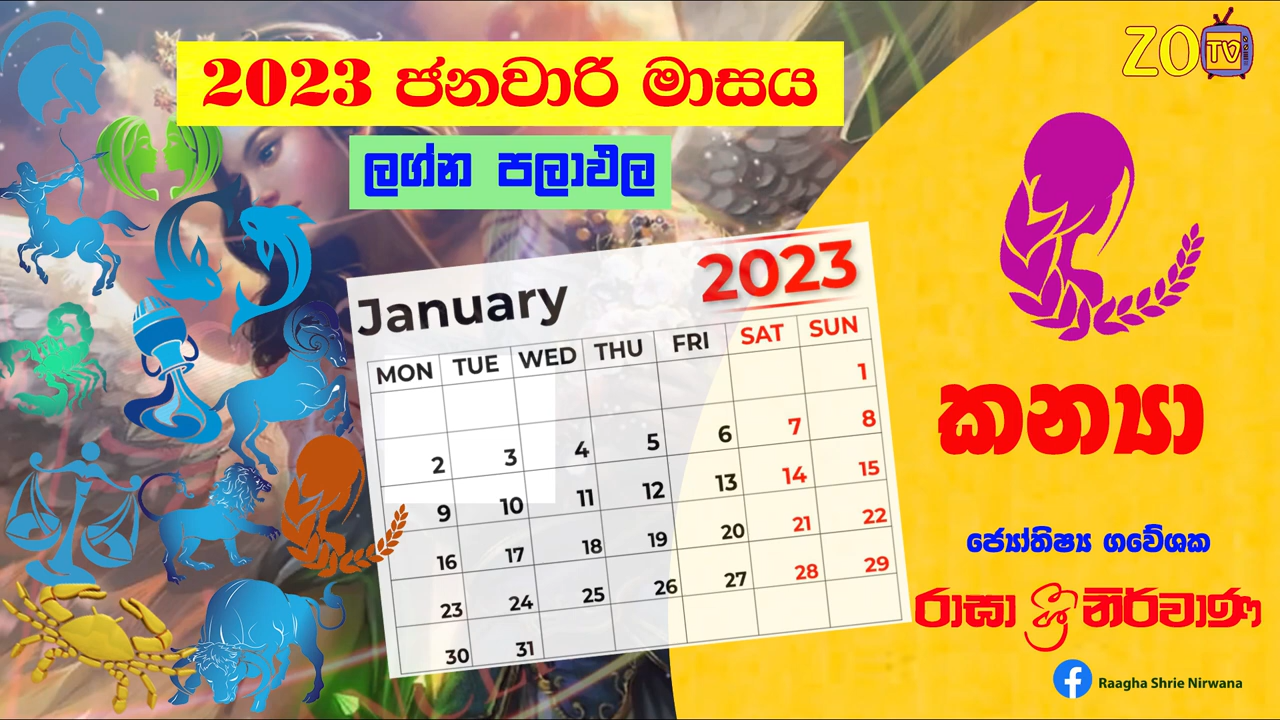 2023 ජනවාරි මාසය
ලග්න පලාඵල
ZO TV
January 2023
MON TUE WED THU FRI SAT SUN
1
2 3 4 5 6 7 8
9 10 11 12 13 14 15
16 17 18 19 20 21 22
23 24 25 26 27 28 29
30 31
කන්‍යා
ජ්‍යෝතිෂ්‍ය ගවේශක
රාඝා ශ්‍රී නිර්වාණ
Raagha Shrie Nirwana